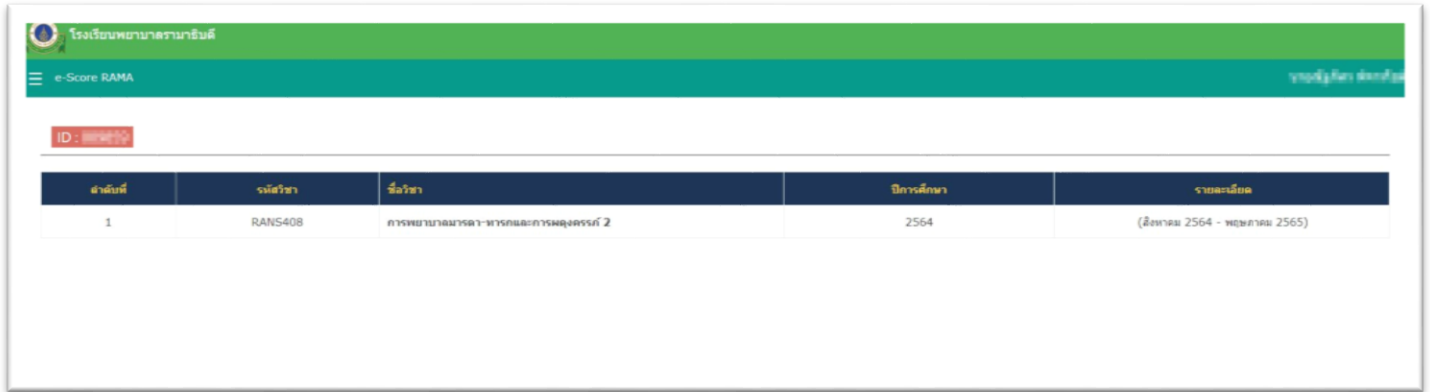 โรงเรียนพยาบาลรามาธิบดี
e-Score RAMA
ID :
ลำดับที่ รหัสวิชา ชื่อวิชา ปีการศึกษา รายละเอียด
1 RANS408 การพยาบาลมารดา-ทารกและการผดุงครรภ์ 2 2564 (สิงหาคม 2564 - พฤษภาคม 2565)